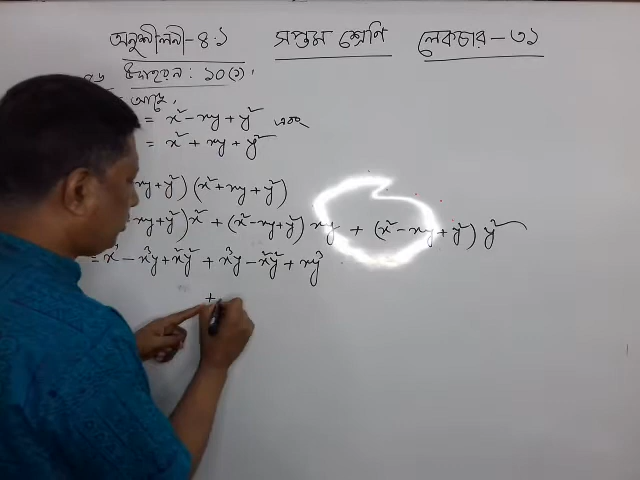 অনুশীলনী - ৪.১ সপ্তম শ্রেণি লেকচার - ৩১
উদাহরণ : ১০(১).
আছে,
= x² - xy + y² এবং
= x² + xy + y²
xy + y²) (x² + xy + y²)
xy + y²) x² + (x² - xy + y²) xy + (x² - xy + y²) y²
= x³ - x³y + x²y² + x³y - x²y² + xy³
+